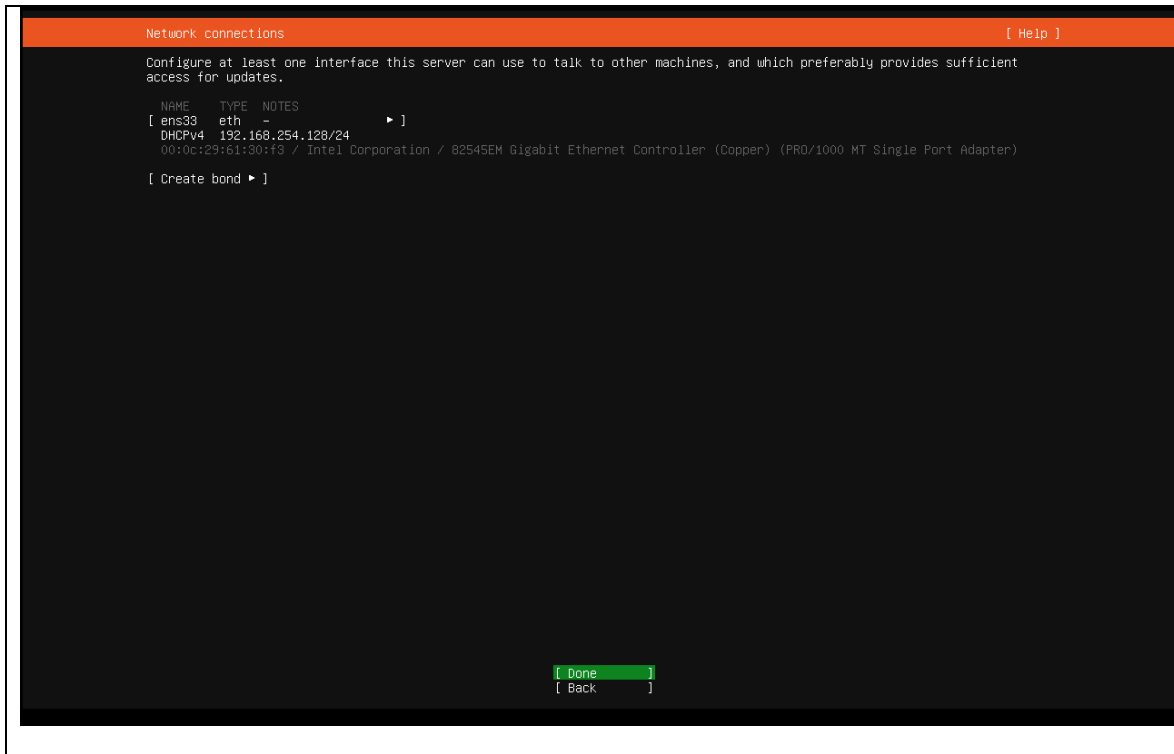 Network connections [ Help ]
Configure at least one interface this server can use to talk to other machines, and which preferably provides sufficient
access for updates.
NAME TYPE NOTES
[ ens33 eth - ▸ ]
DHCPv4 192.168.254.128/24
00:0c:29:61:30:f3 / Intel Corporation / 82545EM Gigabit Ethernet Controller (Copper) (PRO/1000 MT Single Port Adapter)
[ Create bond ▸ ]
[ Done ]
[ Back ]